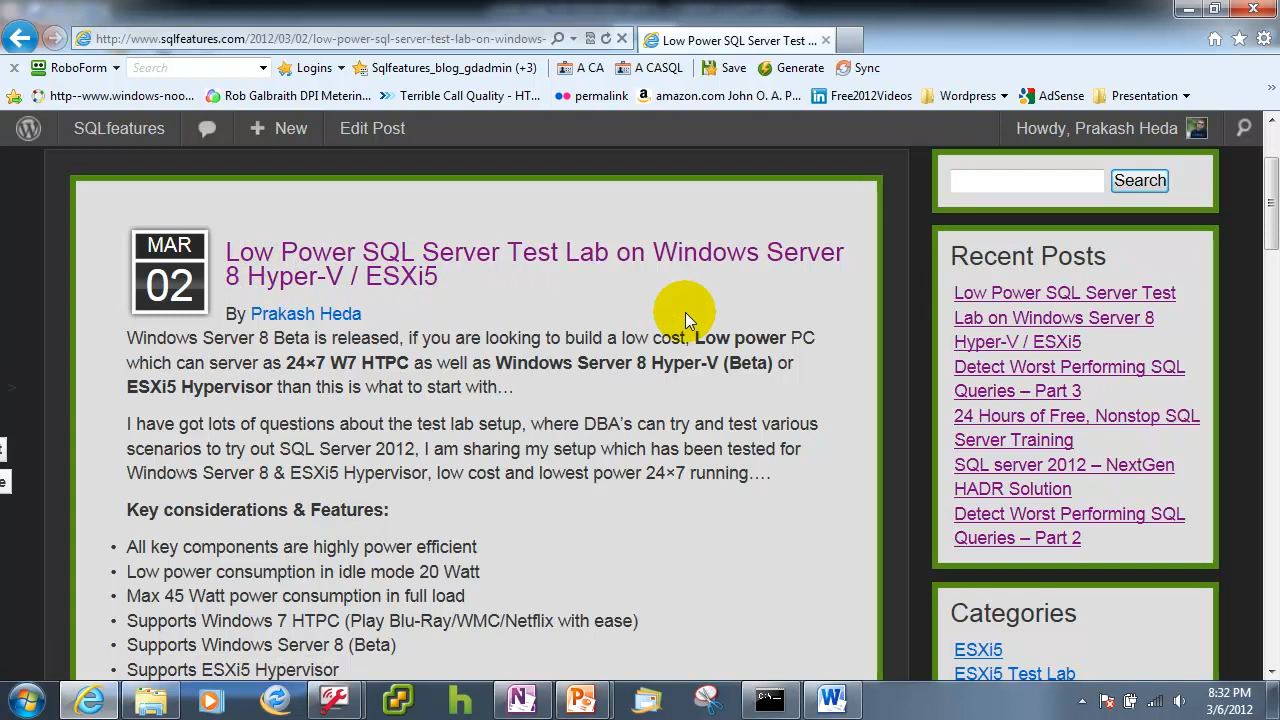 http://www.sqlfeatures.com/2012/03/02/low-power-sql-server-test-lab-on-windows-
Low Power SQL Server Test ...
RoboForm
Search
Logins
Sqlfeatures_blog_gdadmin (+3)
A CA
A CASQL
Save
Generate
Sync
http--www.windows-noo...
Rob Galbraith DPI Meterin...
Terrible Call Quality - HT...
permalink
amazon.com John O. A. P...
Free2012Videos
Wordpress
AdSense
Presentation
SQLfeatures
New
Edit Post
Howdy, Prakash Heda
Search
MAR
02
Low Power SQL Server Test Lab on Windows Server
8 Hyper-V / ESXi5
By Prakash Heda
Windows Server 8 Beta is released, if you are looking to build a low cost, Low power PC
which can server as 24×7 W7 HTPC as well as Windows Server 8 Hyper-V (Beta) or
ESXi5 Hypervisor than this is what to start with…
I have got lots of questions about the test lab setup, where DBA's can try and test various
scenarios to try out SQL Server 2012, I am sharing my setup which has been tested for
Windows Server 8 & ESXi5 Hypervisor, low cost and lowest power 24×7 running….
Key considerations & Features:
• All key components are highly power efficient
• Low power consumption in idle mode 20 Watt
• Max 45 Watt power consumption in full load
• Supports Windows 7 HTPC (Play Blu-Ray/WMC/Netflix with ease)
• Supports Windows Server 8 (Beta)
• Supports ESXi5 Hypervisor
Recent Posts
Low Power SQL Server Test
Lab on Windows Server 8
Hyper-V / ESXi5
Detect Worst Performing SQL
Queries – Part 3
24 Hours of Free, Nonstop SQL
Server Training
SQL server 2012 – NextGen
HADR Solution
Detect Worst Performing SQL
Queries – Part 2
Categories
ESXi5
ESXi5 Test Lab
8:32 PM
3/6/2012